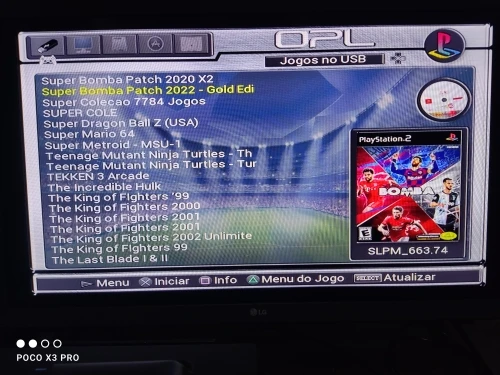 OPL
Jogos no USB
Super Bomba Patch 2020 X2
Super Bomba Patch 2022 - Gold Edi
Super Colecao 7784 Jogos
SUPER COLE
Super Dragon Ball Z (USA)
Super Mario 64
Super Metroid - MSU-1
Teenage Mutant Ninja Turtles - Th
Teenage Mutant Ninja Turtles - Tur
TEKKEN 3 Arcade
The Incredible Hulk
The King of Fighters '99
The King of Fighters 2000
The King of Fighters 2001
The King of Fighters 2001
The King of Fighters 2002 Unlimite
The King of Fighters 99
The Last Blade I & II
PlayStation.2
BOMBA
E
SLPM_663.74
Menu Iniciar Info Menu do Jogo SELECT Atualizar
LG
POCO X3 PRO